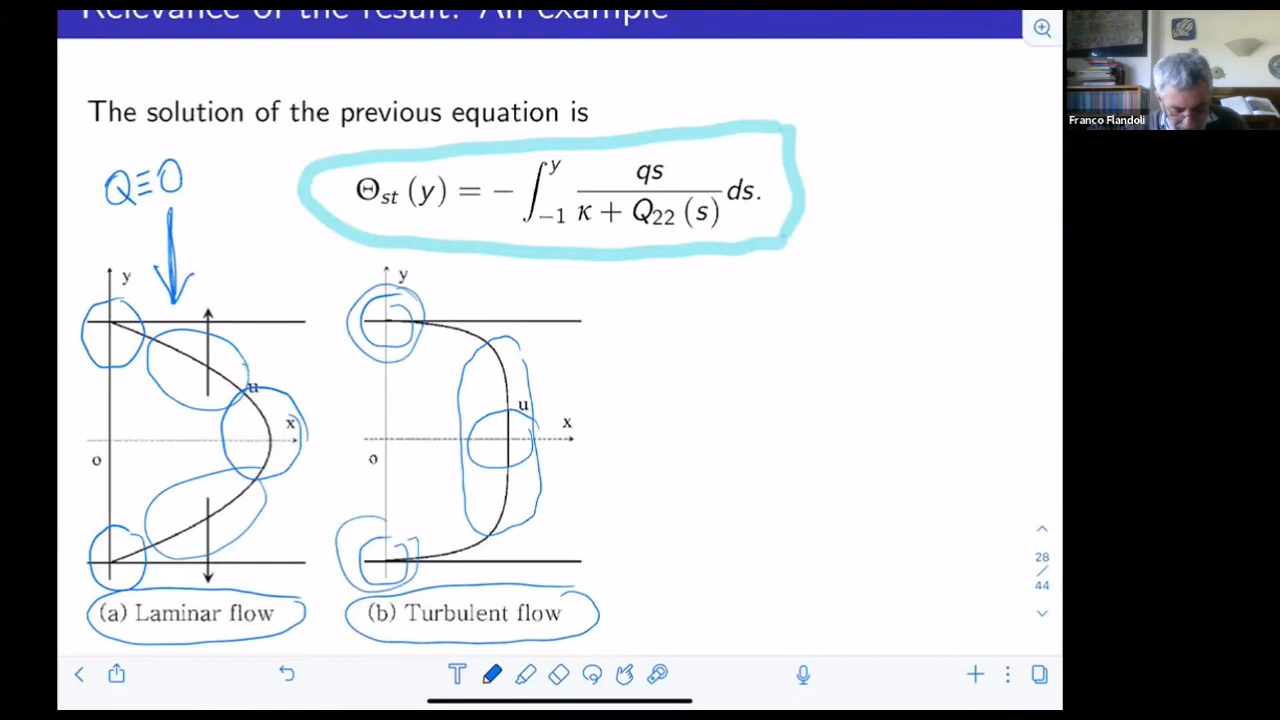 Relevance of the result: An example
The solution of the previous equation is
Q≡0
Θ_st (y) = − ∫_{−1}^{y} qs / (κ + Q_22 (s)) ds.
y
u
x
o
(a) Laminar flow
y
u
x
o
(b) Turbulent flow
28
/
44
T
Franco Flandoli